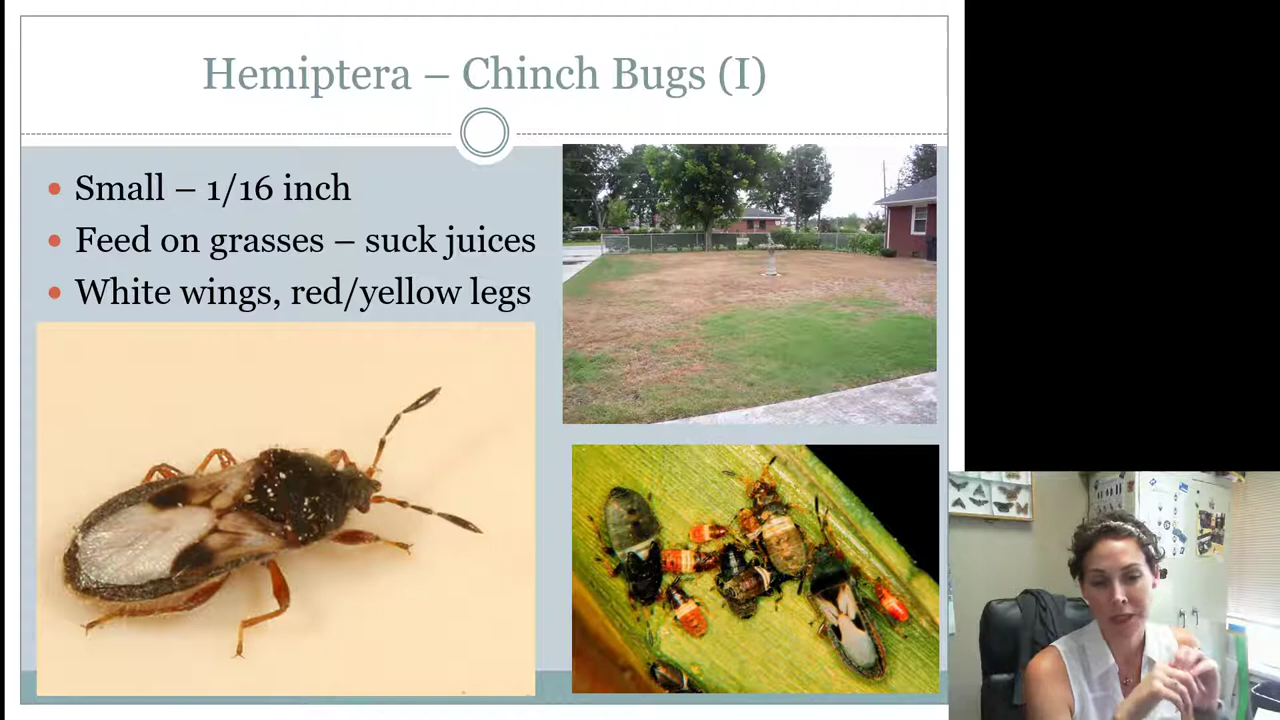 Hemiptera – Chinch Bugs (I)
• Small – 1/16 inch
• Feed on grasses – suck juices
• White wings, red/yellow legs